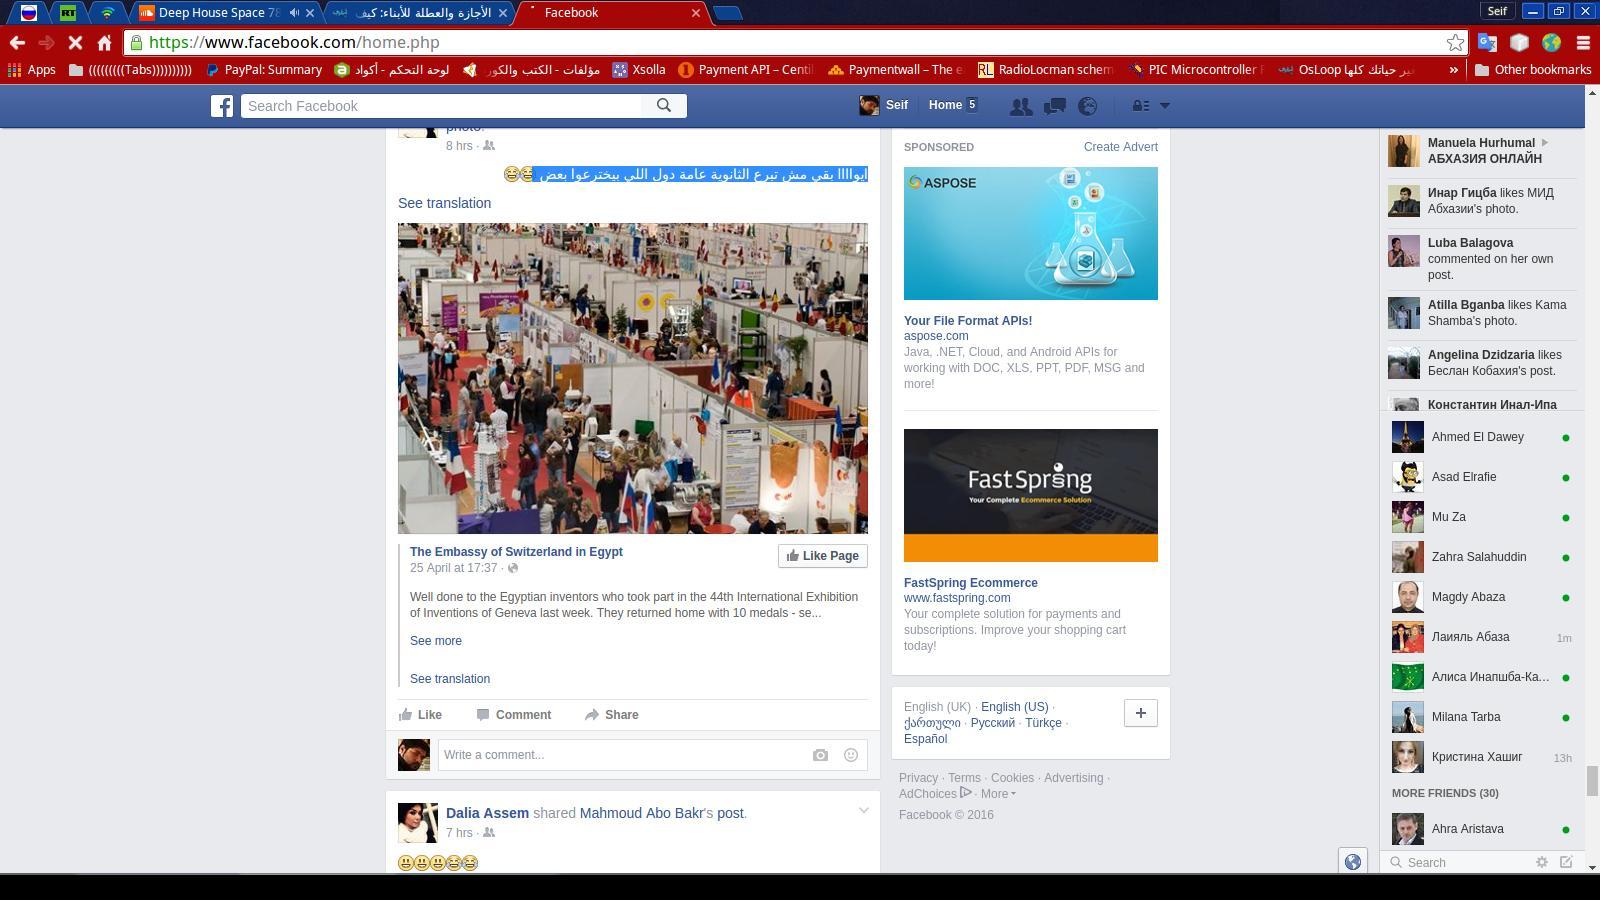 Deep House Space 78
الأجازة والعطلة للأبناء: كيف
Facebook
Seif
https://www.facebook.com/home.php
Apps
(((((((((Tabs))))))))))
PayPal: Summary
لوحة التحكم - أكواد
مؤلفات - الكتب والكور
Xsolla
Payment API – Centi
Paymentwall – The e
RadioLocman schem
PIC Microcontroller
OsLoop غير حياتك كلها
Other bookmarks
Search Facebook
Seif
Home 5
photo.
8 hrs ·
ايواااا بقي مش تبرع الثانوية عامة دول اللي بيخترعوا بعض 😂😂
See translation
The Embassy of Switzerland in Egypt
25 April at 17:37 ·
Like Page
Well done to the Egyptian inventors who took part in the 44th International Exhibition
of Inventions of Geneva last week. They returned home with 10 medals - se...
See more
See translation
Like
Comment
Share
Write a comment...
Dalia Assem shared Mahmoud Abo Bakr's post.
7 hrs ·
😃😃😃😂😂
SPONSORED
Create Advert
ASPOSE
Your File Format APIs!
aspose.com
Java, .NET, Cloud, and Android APIs for
working with DOC, XLS, PPT, PDF, MSG and
more!
FastSpring
Your Complete Ecommerce Solution
FastSpring Ecommerce
www.fastspring.com
Your complete solution for payments and
subscriptions. Improve your shopping cart
today!
English (UK) · English (US) ·
ქართული · Русский · Türkçe ·
Español
Privacy · Terms · Cookies · Advertising ·
AdChoices · More
Facebook © 2016
Manuela Hurhumal
АБХАЗИЯ ОНЛАЙН
Инар Гицба likes МИД
Абхазии's photo.
Luba Balagova
commented on her own
post.
Atilla Bganba likes Kama
Shamba's photo.
Angelina Dzidzaria likes
Беслан Кобахия's post.
Константин Инал-Ипа
Ahmed El Dawey
Asad Elrafie
Mu Za
Zahra Salahuddin
Magdy Abaza
Лаияль Абаза 1m
Алиса Инапшба-Ка...
Milana Tarba
Кристина Хашиг 13h
MORE FRIENDS (30)
Ahra Aristava
Search